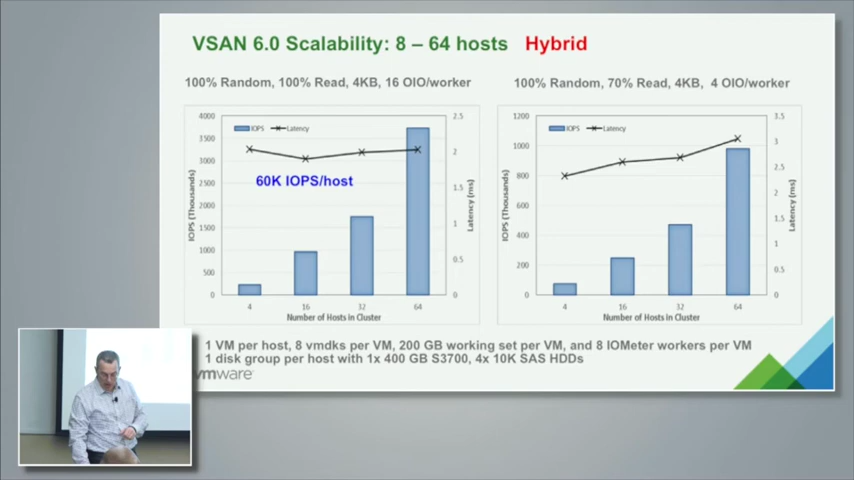 VSAN 6.0 Scalability: 8 – 64 hosts Hybrid
100% Random, 100% Read, 4KB, 16 OIO/worker
100% Random, 70% Read, 4KB, 4 OIO/worker
IOPS Latency
IOPS (Thousands)
4000
3500
3000
2500
2000
1500
1000
500
0
60K IOPS/host
2.5
2
1.5
1
0.5
0
Latency (ms)
4 16 32 64
Number of Hosts in Cluster
IOPS Latency
IOPS (Thousands)
1200
1000
800
600
400
200
0
3.5
3
2.5
2
1.5
1
0.5
0
Latency (ms)
4 16 32 64
Number of Hosts in Cluster
1 VM per host, 8 vmdks per VM, 200 GB working set per VM, and 8 IOMeter workers per VM
1 disk group per host with 1x 400 GB S3700, 4x 10K SAS HDDs
vmware